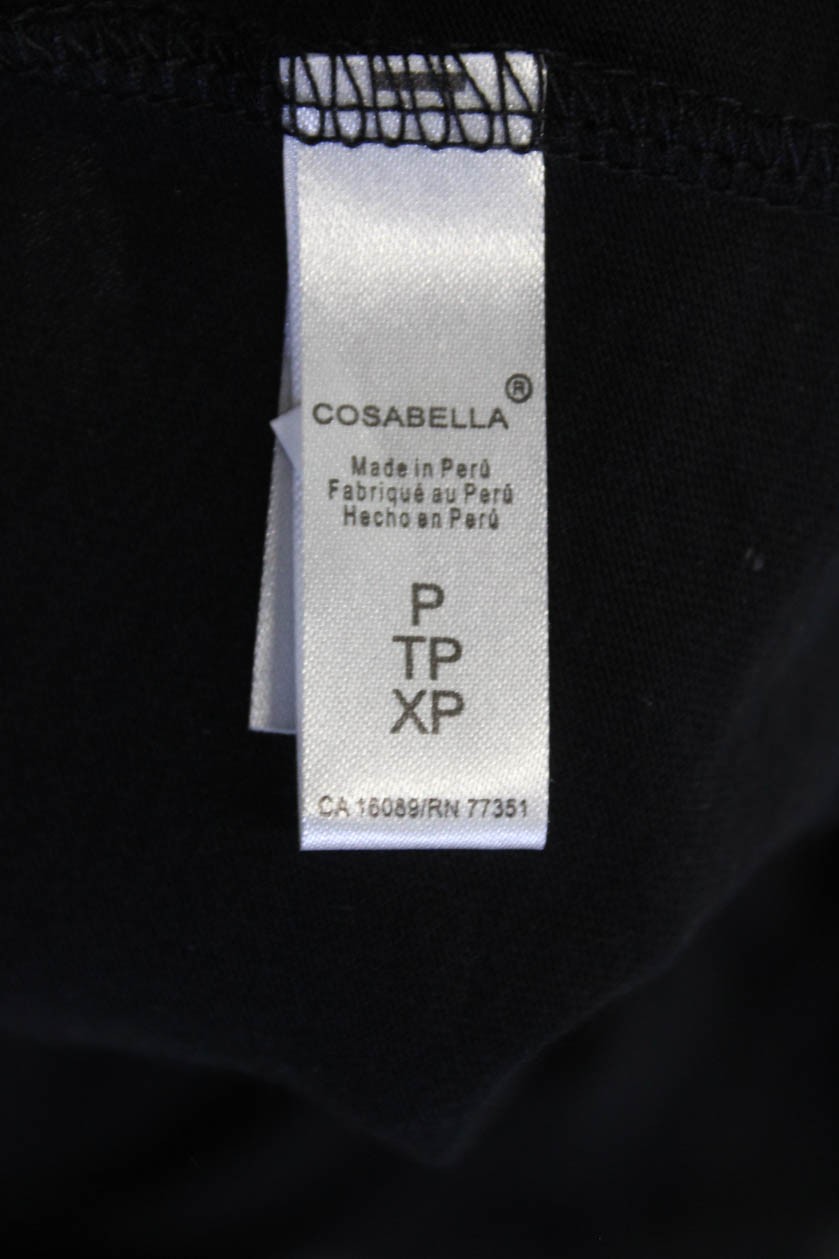 COSABELLA®
Made in Perú
Fabriqué au Perú
Hecho en Perú
P
TP
XP
CA 16089/RN 77351